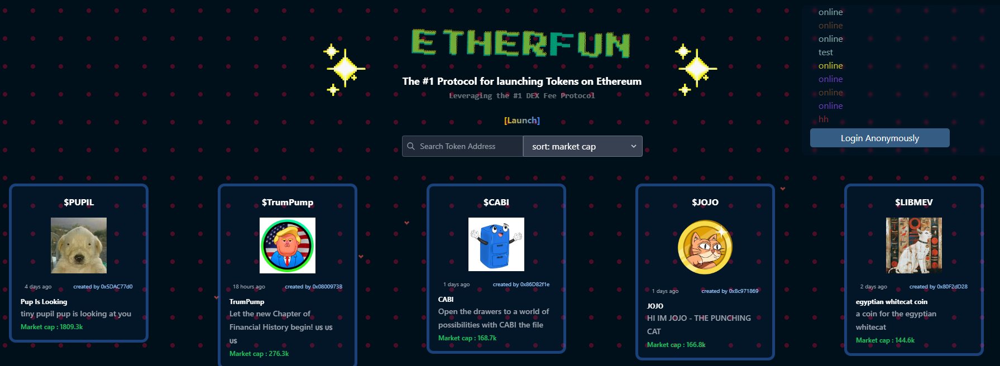 ETHERFUN
The #1 Protocol for launching Tokens on Ethereum
Leveraging the #1 DEX Fee Protocol
[Launch]
Search Token Address
sort: market cap
online
online
online
test
online
online
online
online
hh
Login Anonymously
$PUPIL
4 days ago created by 0x5DAC77d0
Pup Is Looking
tiny pupil pup is looking at you
Market cap : 1809.3k
$TrumPump
18 hours ago created by 0x0800973B
TrumPump
Let the new Chapter of
Financial History begin! us us
us
Market cap : 276.3k
$CABI
1 days ago created by 0x86D82f1e
CABI
Open the drawers to a world of
possibilities with CABI the file
Market cap : 168.7k
$JOJO
1 days ago created by 0x8c971869
JOJO
HI IM JOJO - THE PUNCHING
CAT
Market cap : 166.8k
$LIBMEV
2 days ago created by 0x80F2dD28
egyptian whitecat coin
a coin for the egyptian
whitecat
Market cap : 144.6k